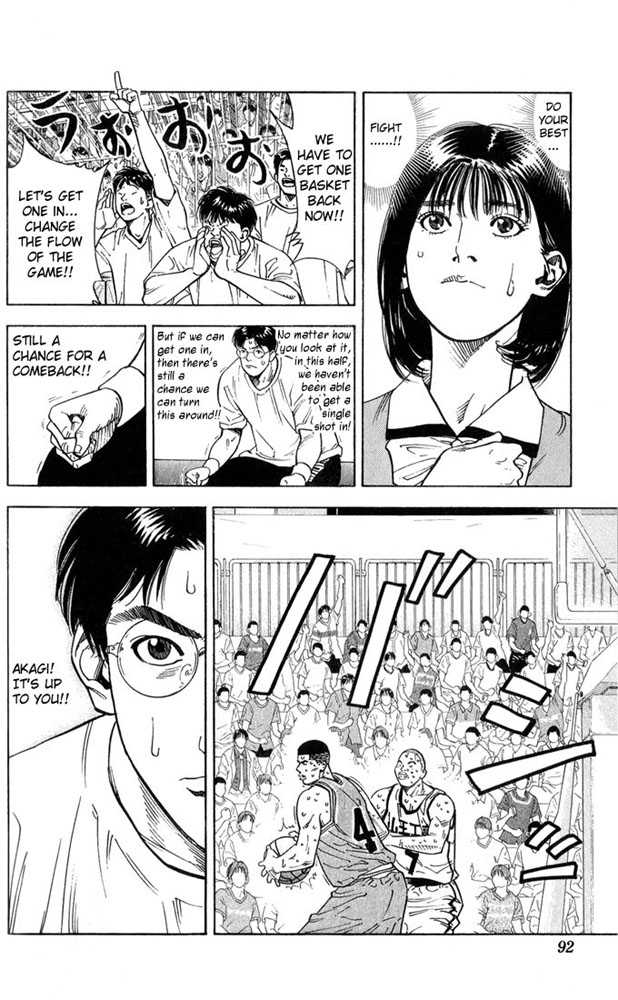 DO
YOUR
BEST
...
FIGHT
......!!
WE
HAVE TO
GET ONE
BASKET
BACK
NOW!!
うおおお
LET'S GET
ONE IN...
CHANGE
THE FLOW
OF THE
GAME!!
No matter how
you look at it,
in this half,
we haven't
been able
to get a
single
shot in!
But if we can
get one in,
then there's
still a
chance we
can turn
this around!!
STILL A
CHANCE FOR A
COMEBACK!!
4
山王工
7
AKAGI!
IT'S UP
TO YOU!!
92